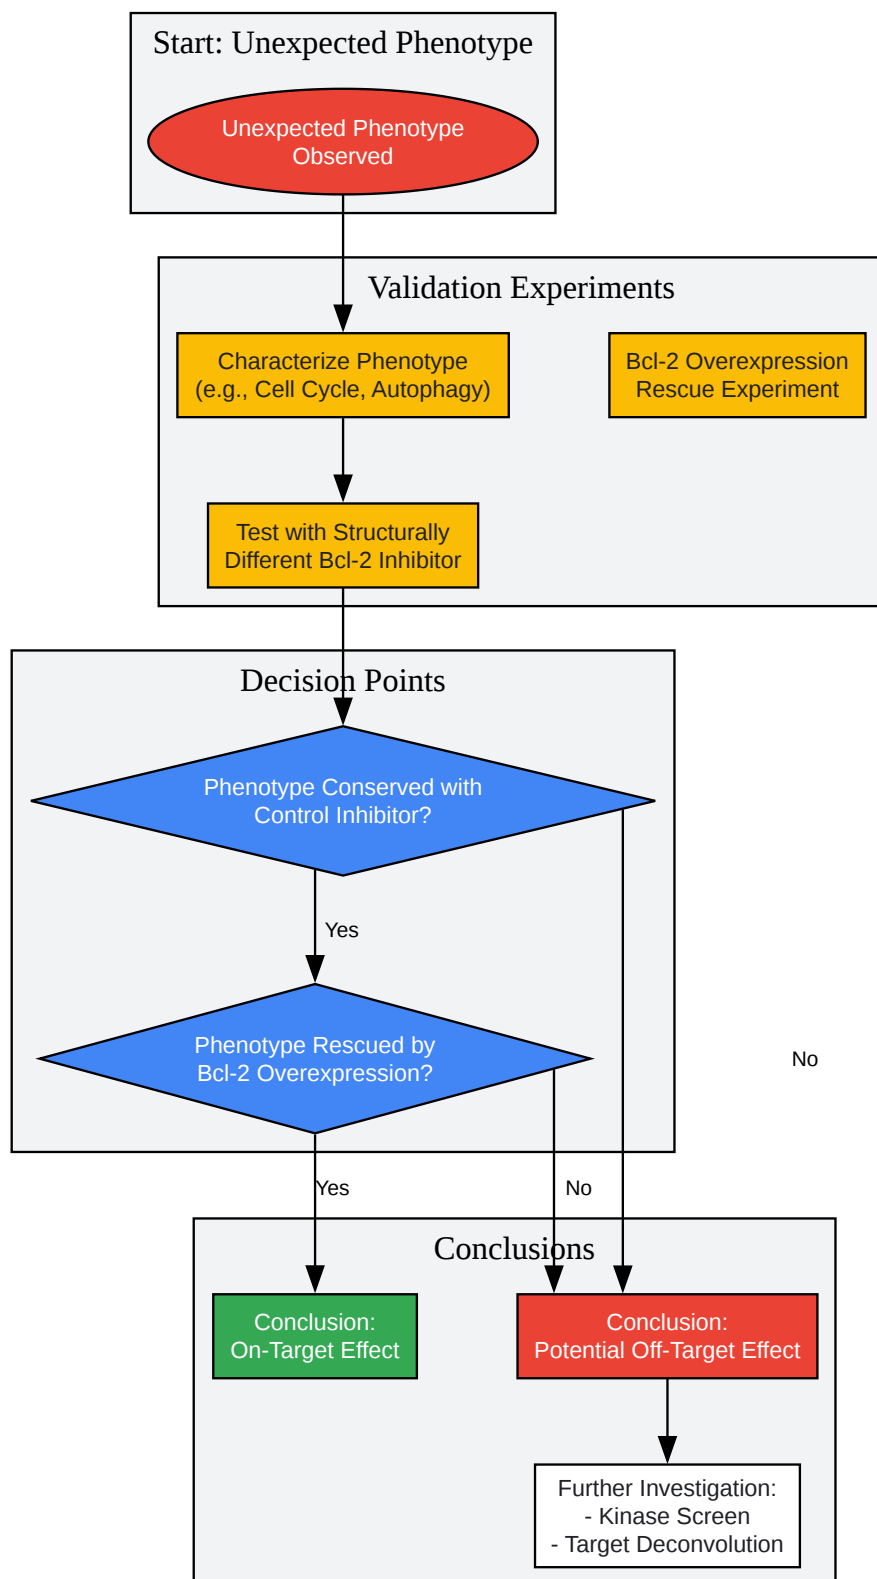 Start: Unexpected Phenotype
Unexpected Phenotype
Observed
Validation Experiments
Characterize Phenotype
(e.g., Cell Cycle, Autophagy)
Bcl-2 Overexpression
Rescue Experiment
Test with Structurally
Different Bcl-2 Inhibitor
Decision Points
Phenotype Conserved with
Control Inhibitor?
Yes
Phenotype Rescued by
Bcl-2 Overexpression?
No
Yes
No
Conclusions
Conclusion:
On-Target Effect
Conclusion:
Potential Off-Target Effect
Further Investigation:
- Kinase Screen
- Target Deconvolution